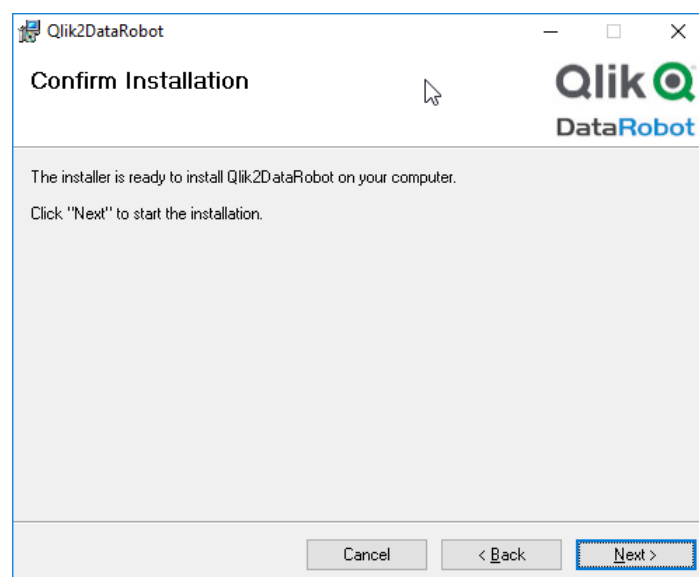 Qlik2DataRobot
Confirm Installation
Qlik
DataRobot
The installer is ready to install Qlik2DataRobot on your computer.
Click "Next" to start the installation.
Cancel
< Back
Next >